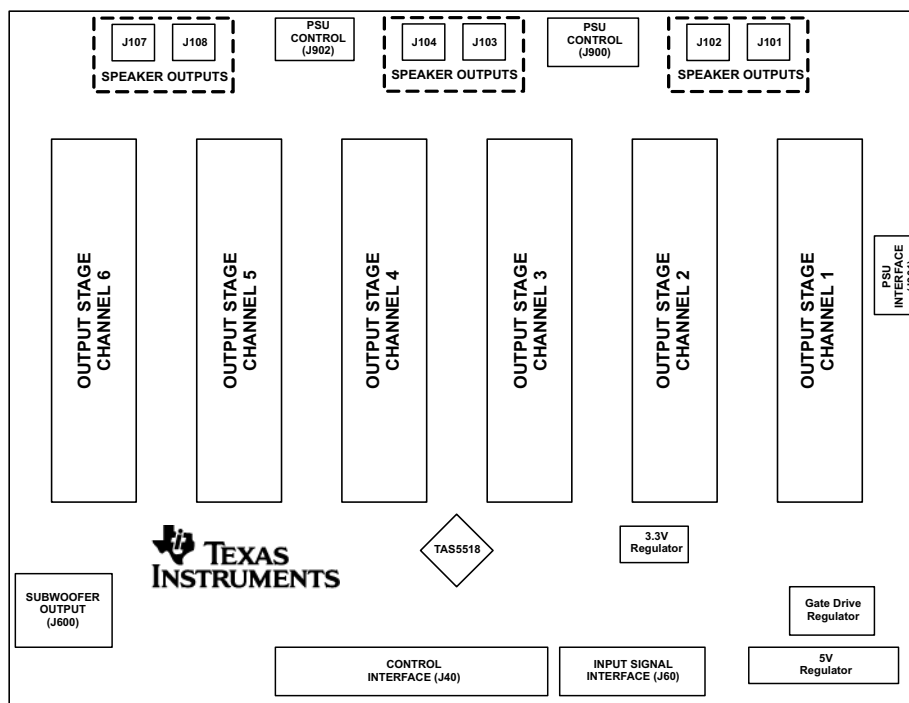 J107
J108
SPEAKER OUTPUTS
PSU
CONTROL
(J902)
J104
J103
SPEAKER OUTPUTS
PSU
CONTROL
(J900)
J102
J101
SPEAKER OUTPUTS
OUTPUT STAGE
CHANNEL 6
OUTPUT STAGE
CHANNEL 5
OUTPUT STAGE
CHANNEL 4
OUTPUT STAGE
CHANNEL 3
OUTPUT STAGE
CHANNEL 2
OUTPUT STAGE
CHANNEL 1
PSU
INTERFACE
TEXAS
INSTRUMENTS
TAS5518
3.3V
Regulator
SUBWOOFER
OUTPUT
(J600)
Gate Drive
Regulator
CONTROL
INTERFACE (J40)
INPUT SIGNAL
INTERFACE (J60)
5V
Regulator